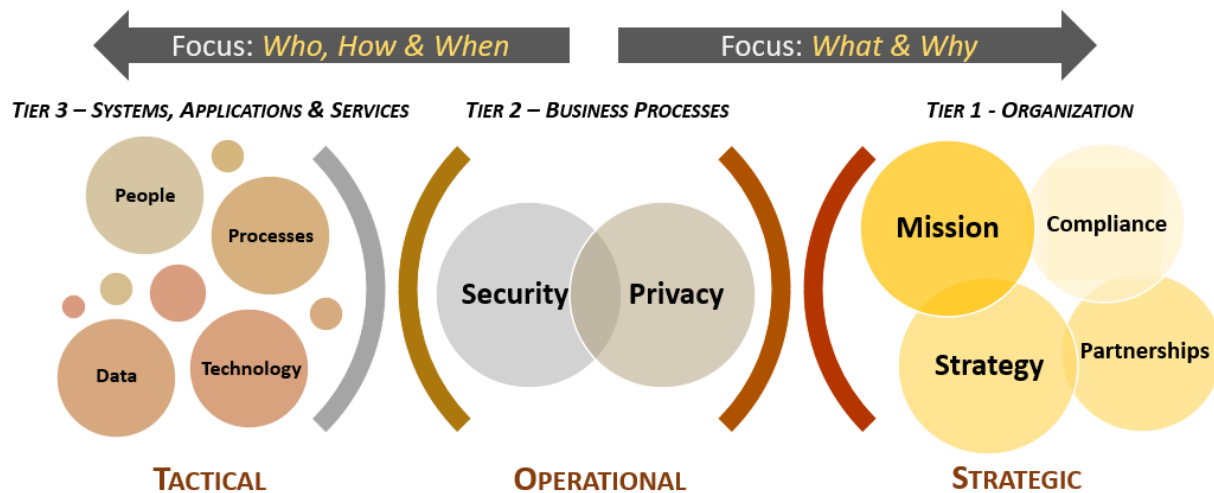 Focus: Who, How & When
Focus: What & Why
Tier 3 – Systems, Applications & Services
Tier 2 – Business Processes
Tier 1 - Organization
People
Processes
Data
Technology
Security
Privacy
Mission
Compliance
Strategy
Partnerships
Tactical
Operational
Strategic